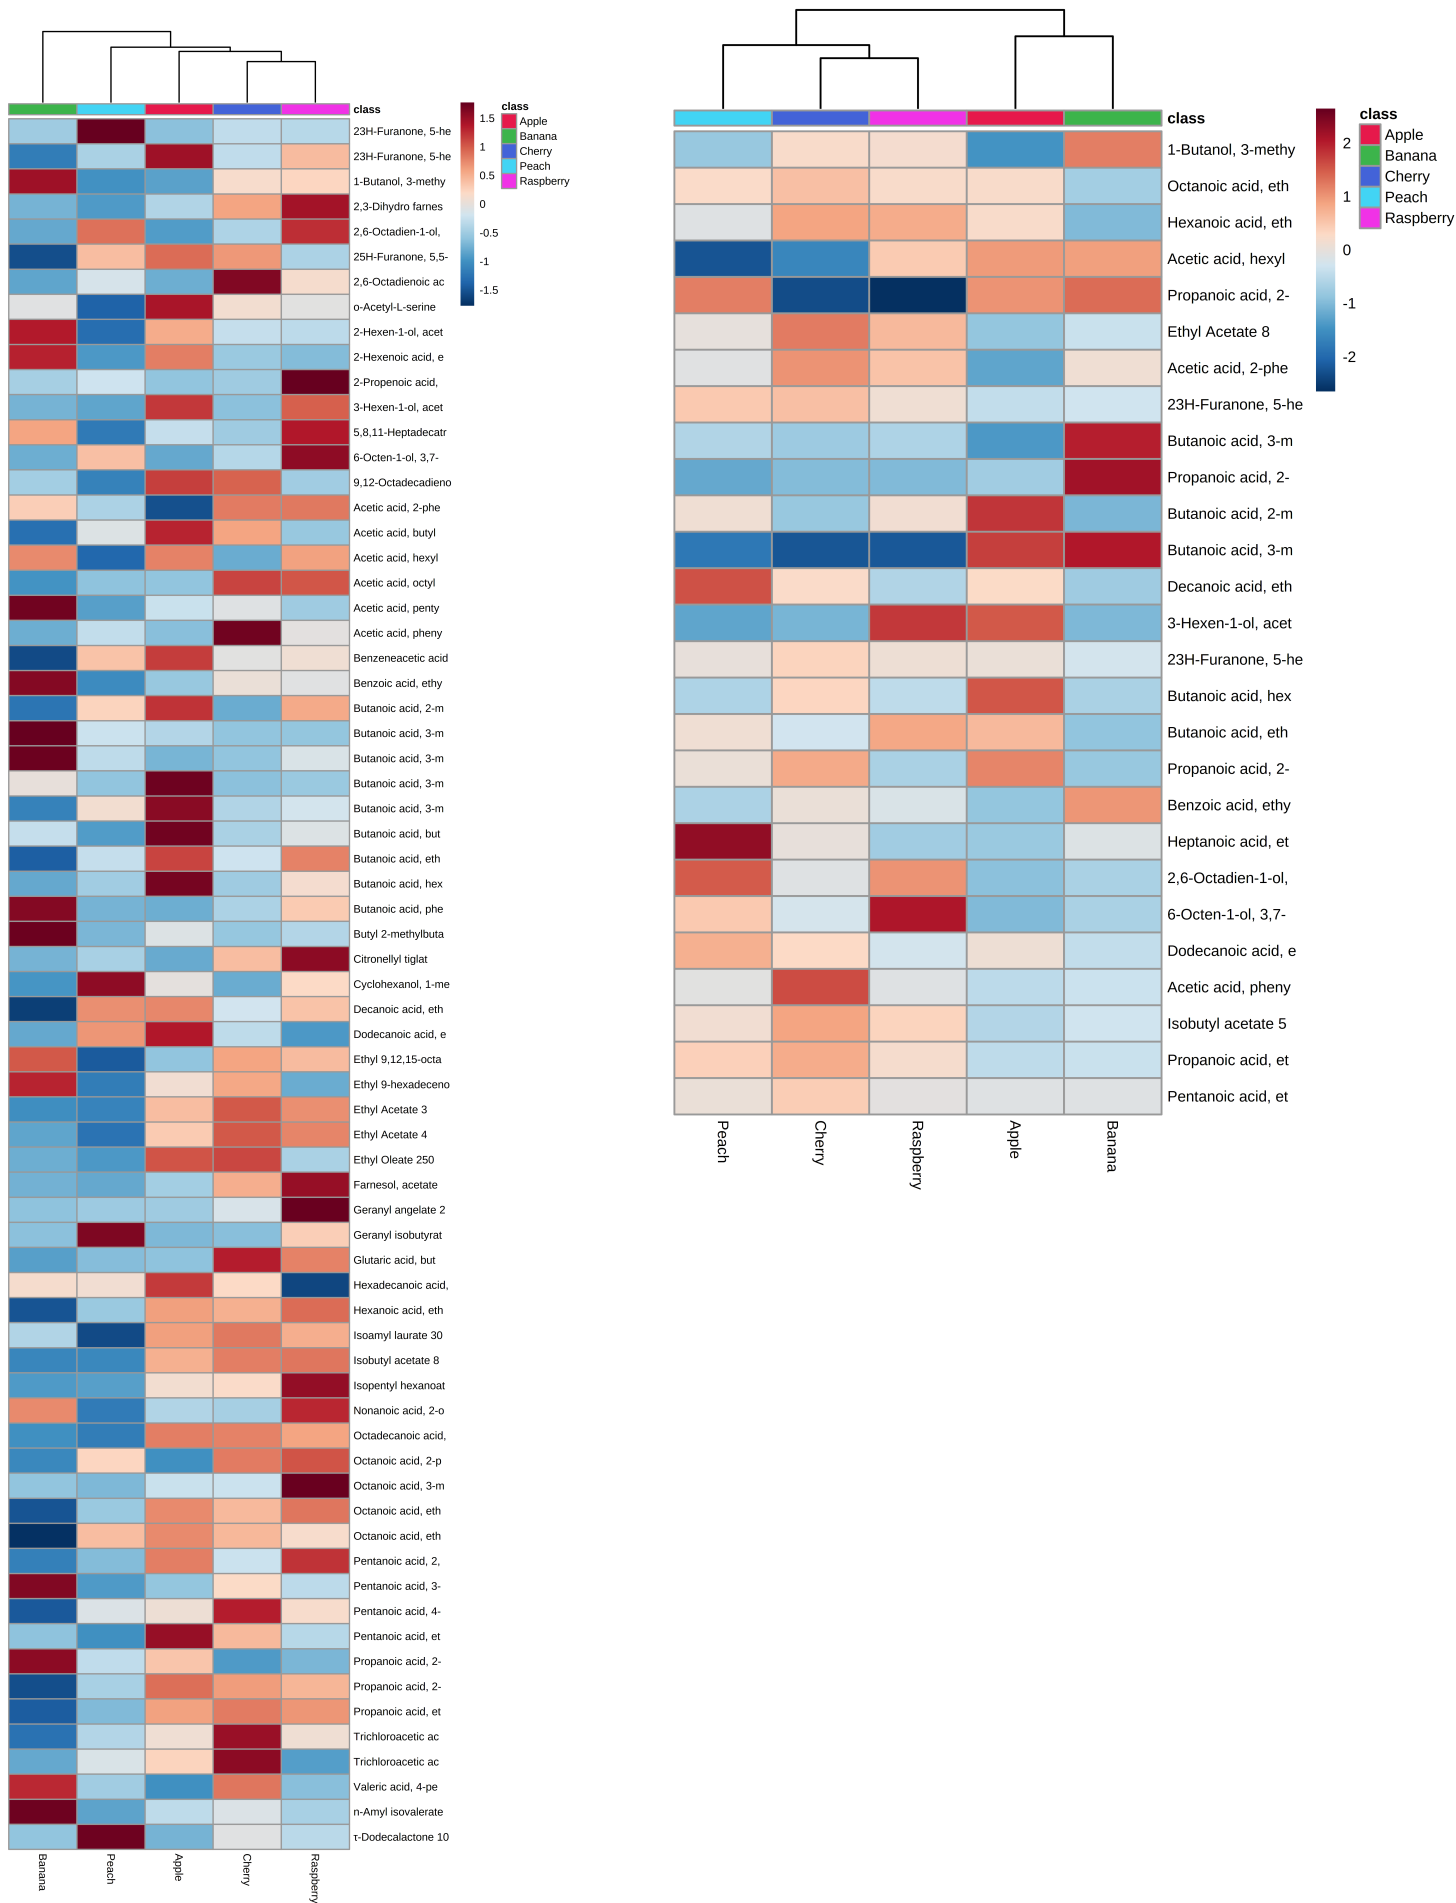 class
23H-Furanone, 5-he
23H-Furanone, 5-he
1-Butanol, 3-methy
2,3-Dihydro farnes
2,6-Octadien-1-ol,
25H-Furanone, 5,5-
2,6-Octadienoic ac
o-Acetyl-L-serine
2-Hexen-1-ol, acet
2-Hexenoic acid, e
2-Propenoic acid,
3-Hexen-1-ol, acet
5,8,11-Heptadecatr
6-Octen-1-ol, 3,7-
9,12-Octadecadieno
Acetic acid, 2-phe
Acetic acid, butyl
Acetic acid, hexyl
Acetic acid, octyl
Acetic acid, penty
Acetic acid, pheny
Benzeneacetic acid
Benzoic acid, ethy
Butanoic acid, 2-m
Butanoic acid, 3-m
Butanoic acid, 3-m
Butanoic acid, 3-m
Butanoic acid, 3-m
Butanoic acid, but
Butanoic acid, eth
Butanoic acid, hex
Butanoic acid, phe
Butyl 2-methylbuta
Citronellyl tiglat
Cyclohexanol, 1-me
Decanoic acid, eth
Dodecanoic acid, e
Ethyl 9,12,15-octa
Ethyl 9-hexadeceno
Ethyl Acetate 3
Ethyl Acetate 4
Ethyl Oleate 250
Farnesol, acetate
Geranyl angelate 2
Geranyl isobutyrat
Glutaric acid, but
Hexadecanoic acid,
Hexanoic acid, eth
Isoamyl laurate 30
Isobutyl acetate 8
Isopentyl hexanoat
Nonanoic acid, 2-o
Octadecanoic acid,
Octanoic acid, 2-p
Octanoic acid, 3-m
Octanoic acid, eth
Octanoic acid, eth
Pentanoic acid, 2,
Pentanoic acid, 3-
Pentanoic acid, 4-
Pentanoic acid, et
Propanoic acid, 2-
Propanoic acid, 2-
Propanoic acid, et
Trichloroacetic ac
Trichloroacetic ac
Valeric acid, 4-pe
n-Amyl isovalerate
τ-Dodecalactone 10
Banana
Peach
Apple
Cherry
Raspberry
1.5
1
0.5
0
-0.5
-1
-1.5
class
Apple
Banana
Cherry
Peach
Raspberry
class
1-Butanol, 3-methy
Octanoic acid, eth
Hexanoic acid, eth
Acetic acid, hexyl
Propanoic acid, 2-
Ethyl Acetate 8
Acetic acid, 2-phe
23H-Furanone, 5-he
Butanoic acid, 3-m
Propanoic acid, 2-
Butanoic acid, 2-m
Butanoic acid, 3-m
Decanoic acid, eth
3-Hexen-1-ol, acet
23H-Furanone, 5-he
Butanoic acid, hex
Butanoic acid, eth
Propanoic acid, 2-
Benzoic acid, ethy
Heptanoic acid, et
2,6-Octadien-1-ol,
6-Octen-1-ol, 3,7-
Dodecanoic acid, e
Acetic acid, pheny
Isobutyl acetate 5
Propanoic acid, et
Pentanoic acid, et
Peach
Cherry
Raspberry
Apple
Banana
2
1
0
-1
-2
class
Apple
Banana
Cherry
Peach
Raspberry